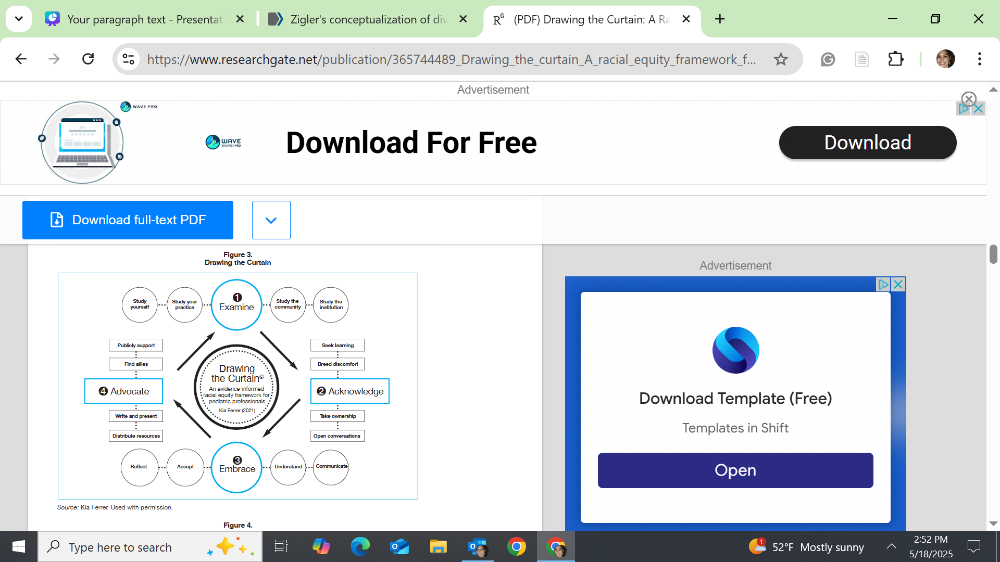 Your paragraph text - Presentati
Zigler's conceptualization of div
(PDF) Drawing the Curtain: A Ra
https://www.researchgate.net/publication/365744489_Drawing_the_curtain_A_racial_equity_framework_f...
Advertisement
WAVE PRO
WAVE
BROWSER PRO
Download For Free
Download
Download full-text PDF
Figure 3.
Drawing the Curtain
Study
yourself
Study your
practice
1
Examine
Study the
community
Study the
institution
Publicly support
Find allies
4 Advocate
Write and present
Distribute resources
Drawing
the Curtain©
An evidence-informed
racial equity framework for
pediatric professionals
Kia Ferrer (2021)
Seek learning
Breed discomfort
2 Acknowledge
Take ownership
Open conversations
Reflect
Accept
3
Embrace
Understand
Communicate
Source: Kia Ferrer. Used with permission.
Figure 4.
Advertisement
Download Template (Free)
Templates in Shift
Open
Type here to search
1
52°F Mostly sunny
2:52 PM
5/18/2025